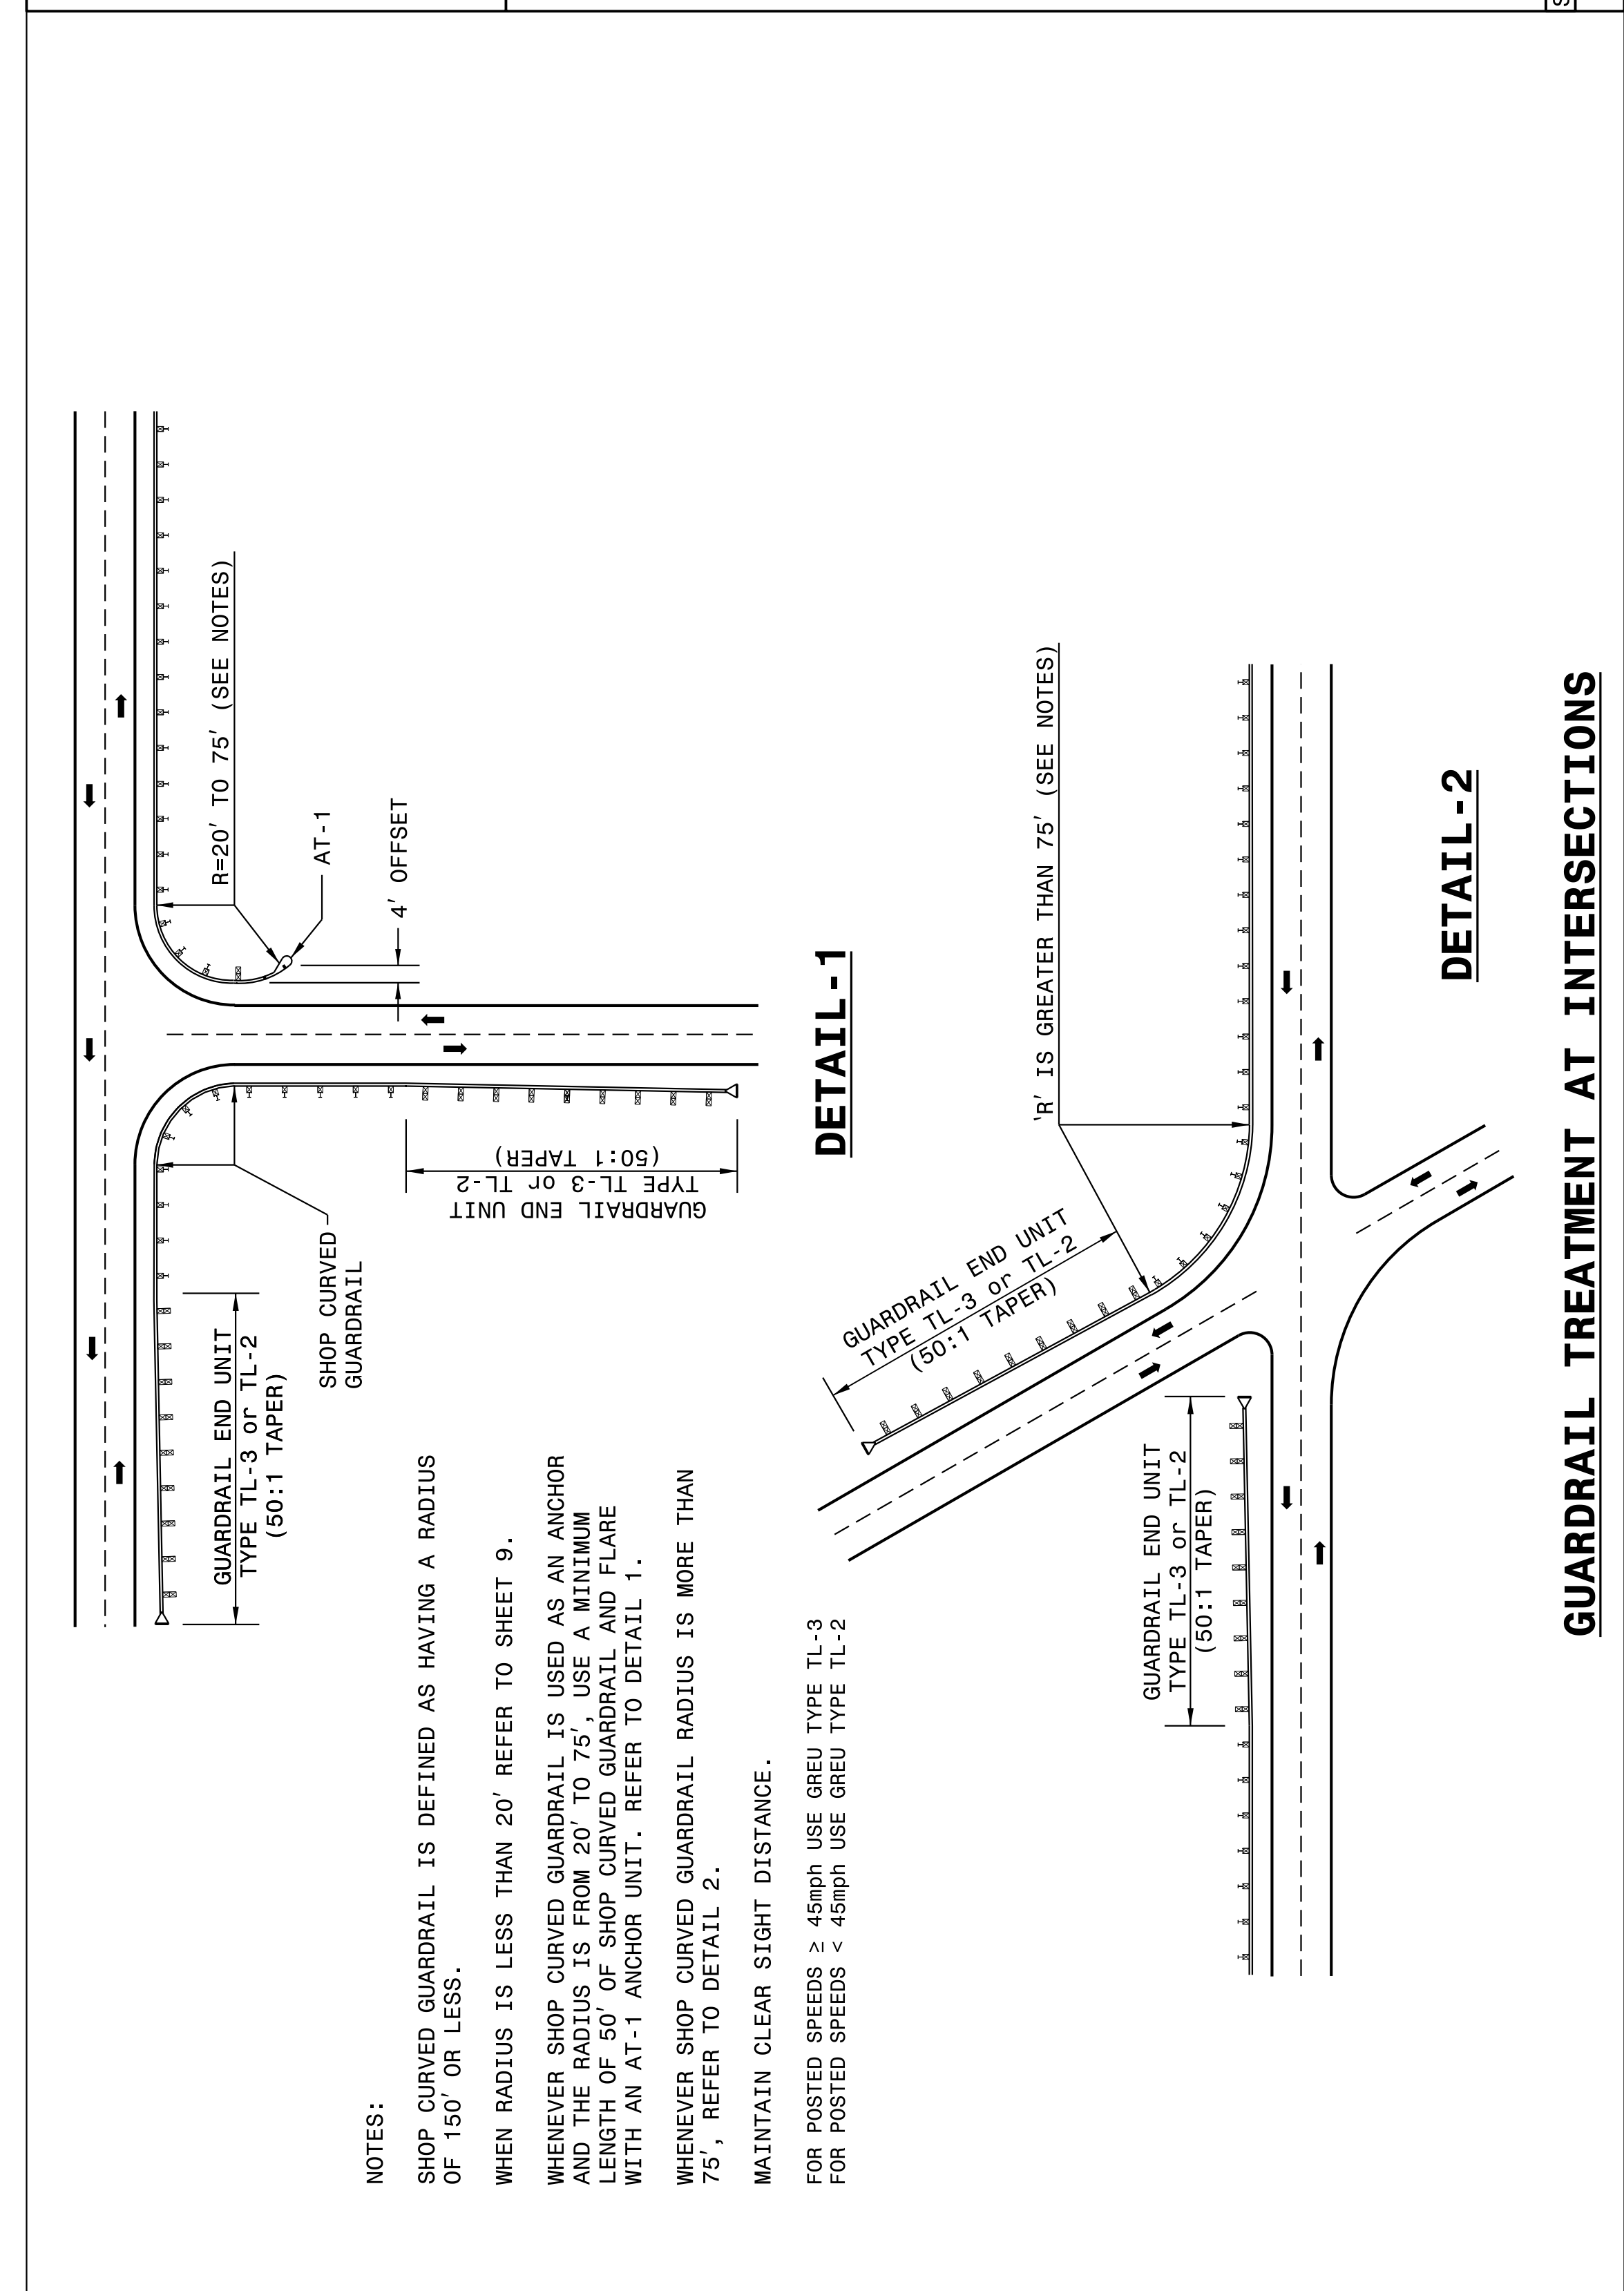 R=20' TO 75' (SEE NOTES)
AT-1
4' OFFSET
GUARDRAIL END UNIT
TYPE TL-3 or TL-2
(50:1 TAPER)
SHOP CURVED
GUARDRAIL
GUARDRAIL END UNIT
TYPE TL-3 or TL-2
(50:1 TAPER)
DETAIL-1
NOTES:
SHOP CURVED GUARDRAIL IS DEFINED AS HAVING A RADIUS
OF 150' OR LESS.
WHEN RADIUS IS LESS THAN 20' REFER TO SHEET 9.
WHENEVER SHOP CURVED GUARDRAIL IS USED AS AN ANCHOR
AND THE RADIUS IS FROM 20' TO 75', USE A MINIMUM
LENGTH OF 50' OF SHOP CURVED GUARDRAIL AND FLARE
WITH AN AT-1 ANCHOR UNIT. REFER TO DETAIL 1.
WHENEVER SHOP CURVED GUARDRAIL RADIUS IS MORE THAN
75', REFER TO DETAIL 2.
MAINTAIN CLEAR SIGHT DISTANCE.
FOR POSTED SPEEDS ≥ 45mph USE GREU TYPE TL-3
FOR POSTED SPEEDS < 45mph USE GREU TYPE TL-2
'R' IS GREATER THAN 75' (SEE NOTES)
GUARDRAIL END UNIT
TYPE TL-3 or TL-2
(50:1 TAPER)
GUARDRAIL END UNIT
TYPE TL-3 or TL-2
(50:1 TAPER)
DETAIL-2
GUARDRAIL TREATMENT AT INTERSECTIONS